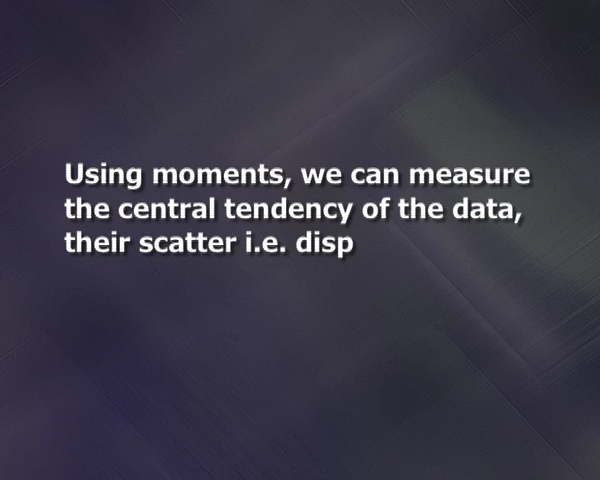 Using moments, we can measure
the central tendency of the data,
their scatter i.e. disp